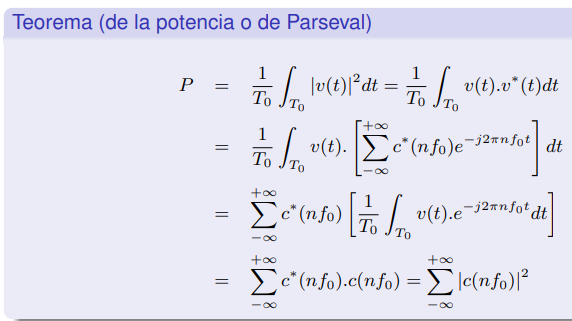 Teorema (de la potencia o de Parseval)
P = \frac{1}{T_0} \int_{T_0} |v(t)|^2 dt = \frac{1}{T_0} \int_{T_0} v(t).v^*(t)dt
= \frac{1}{T_0} \int_{T_0} v(t). \left[ \sum_{-\infty}^{+\infty} c^*(nf_0)e^{-j2\pi nf_0t} \right] dt
= \sum_{-\infty}^{+\infty} c^*(nf_0) \left[ \frac{1}{T_0} \int_{T_0} v(t).e^{-j2\pi nf_0t} dt \right]
= \sum_{-\infty}^{+\infty} c^*(nf_0).c(nf_0) = \sum_{-\infty}^{+\infty} |c(nf_0)|^2